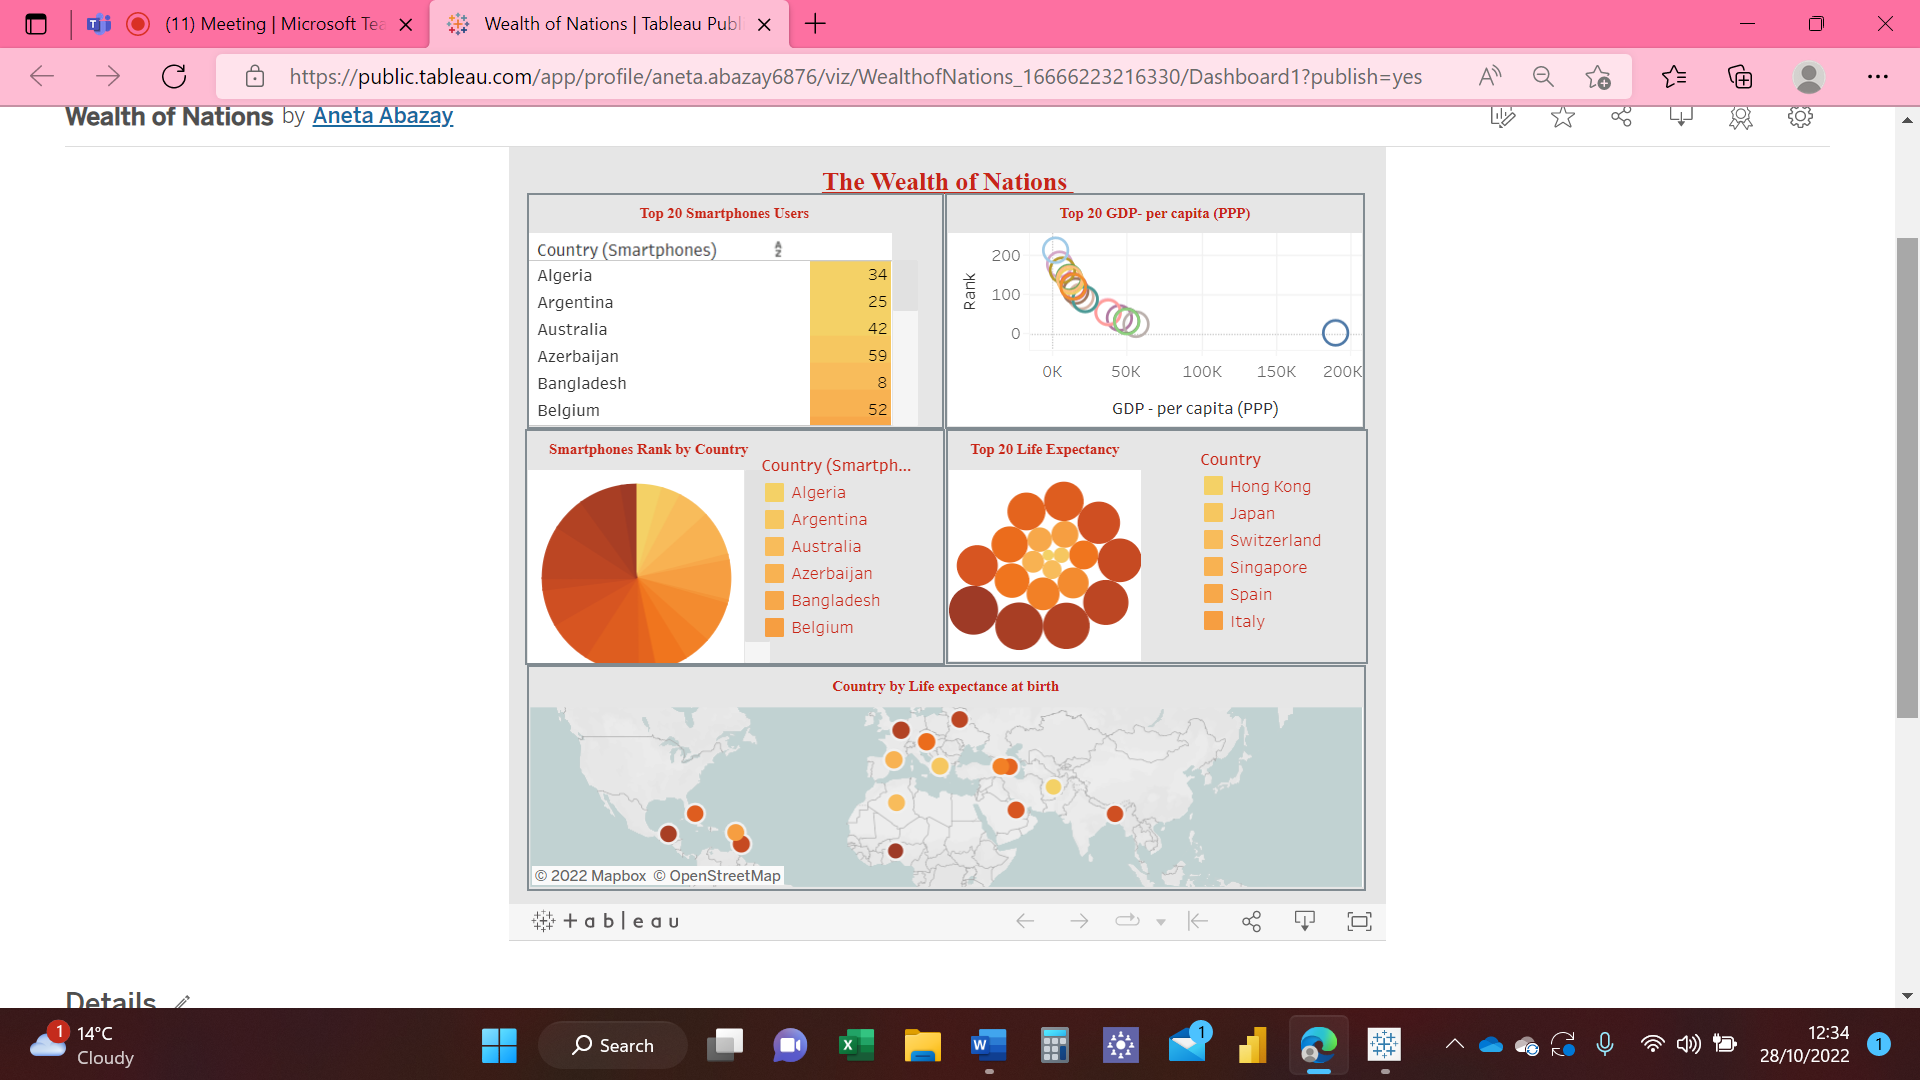 (11) Meeting | Microsoft Tea
Wealth of Nations | Tableau Publ
https://public.tableau.com/app/profile/aneta.abazay6876/viz/WealthofNations_16666223216330/Dashboard1?publish=yes
Wealth of Nations by Aneta Abazay
The Wealth of Nations
Top 20 Smartphones Users
Country (Smartphones)
Algeria 34
Argentina 25
Australia 42
Azerbaijan 59
Bangladesh 8
Belgium 52
Top 20 GDP- per capita (PPP)
Rank
200
100
0
0K 50K 100K 150K 200K
GDP - per capita (PPP)
Smartphones Rank by Country
Country (Smartph...
Algeria
Argentina
Australia
Azerbaijan
Bangladesh
Belgium
Top 20 Life Expectancy
Country
Hong Kong
Japan
Switzerland
Singapore
Spain
Italy
Country by Life expectance at birth
© 2022 Mapbox © OpenStreetMap
+ a b l e a u
Details
1
14°C
Cloudy
Search
1
12:34
28/10/2022
1